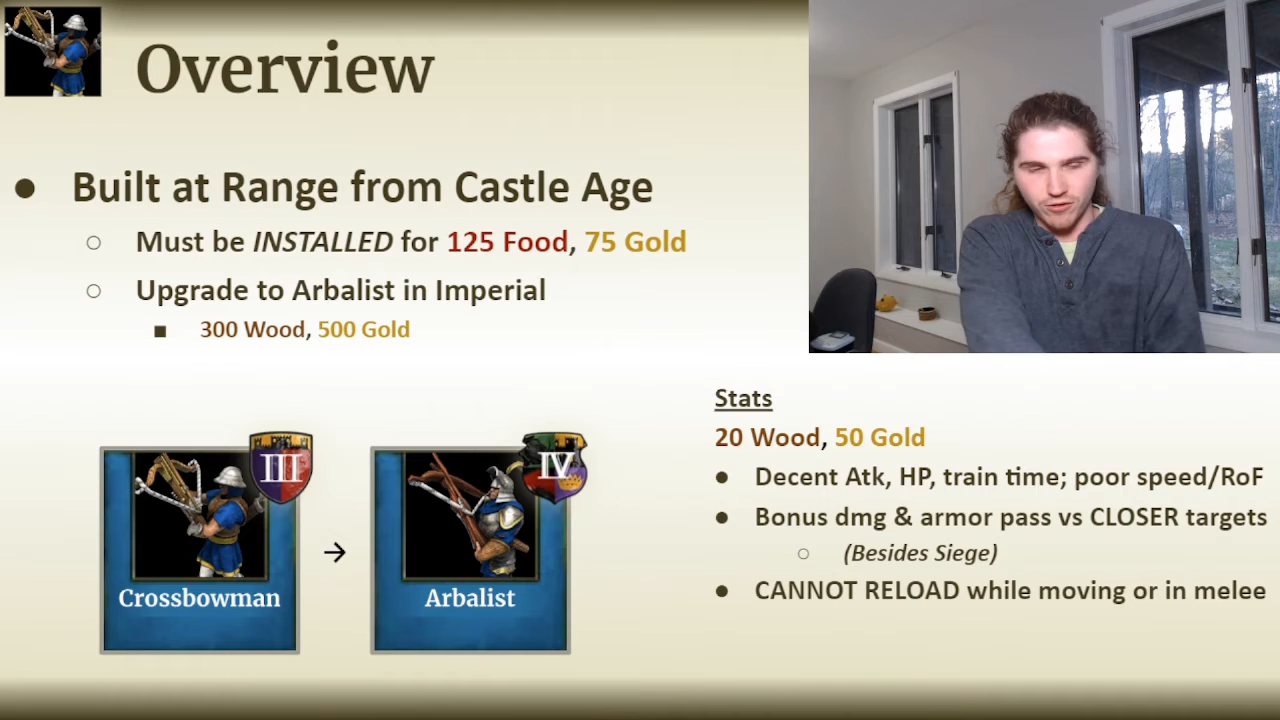 Overview
● Built at Range from Castle Age
○ Must be INSTALLED for 125 Food, 75 Gold
○ Upgrade to Arbalist in Imperial
■ 300 Wood, 500 Gold
III
Crossbowman
→
IV
Arbalist
Stats
20 Wood, 50 Gold
● Decent Atk, HP, train time; poor speed/RoF
● Bonus dmg & armor pass vs CLOSER targets
○ (Besides Siege)
● CANNOT RELOAD while moving or in melee